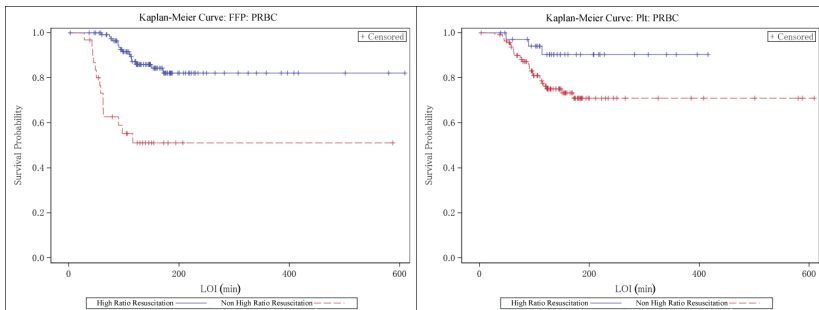 Kaplan-Meier Curve: FFP: PRBC
+ Censored
1.0
0.8
0.6
0.4
0.2
0.0
Survival Probability
0 200 400 600
LOI (min)
High Ratio Resuscitation Non High Ratio Resuscitation
Kaplan-Meier Curve: Plt: PRBC
+ Censored
1.0
0.8
0.6
0.4
0.2
0.0
Survival Probability
0 200 400 600
LOI (min)
High Ratio Resuscitation Non High Ratio Resuscitation